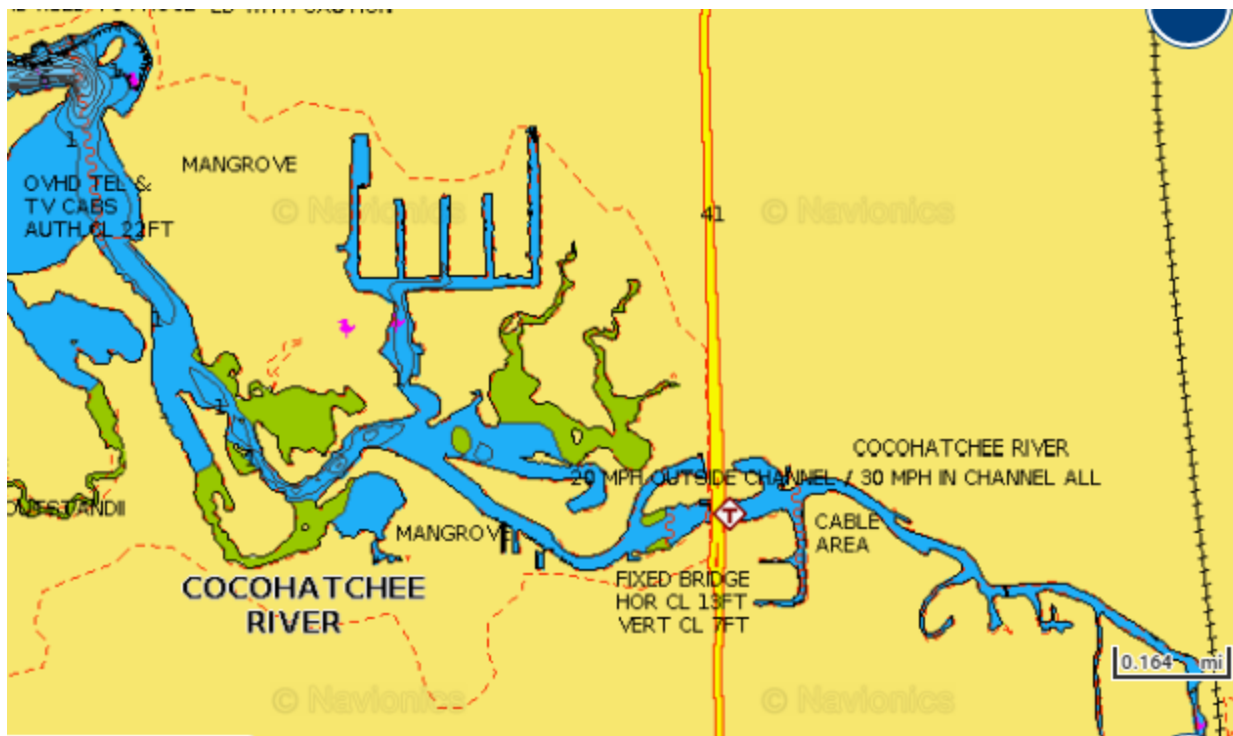 MANGROVE
OVHD TEL &
TV CABS
AUTH CL 22FT
1
© Navionics
© Navionics
41
1
1
COCOHATCHEE RIVER
20 MPH OUTSIDE CHANNEL / 30 MPH IN CHANNEL ALL
T
CABLE
AREA
MANGROVE
FIXED BRIDGE
HOR CL 13FT
VERT CL 7FT
COCOHATCHEE
RIVER
0.164 mi
© Navionics
© Navionics